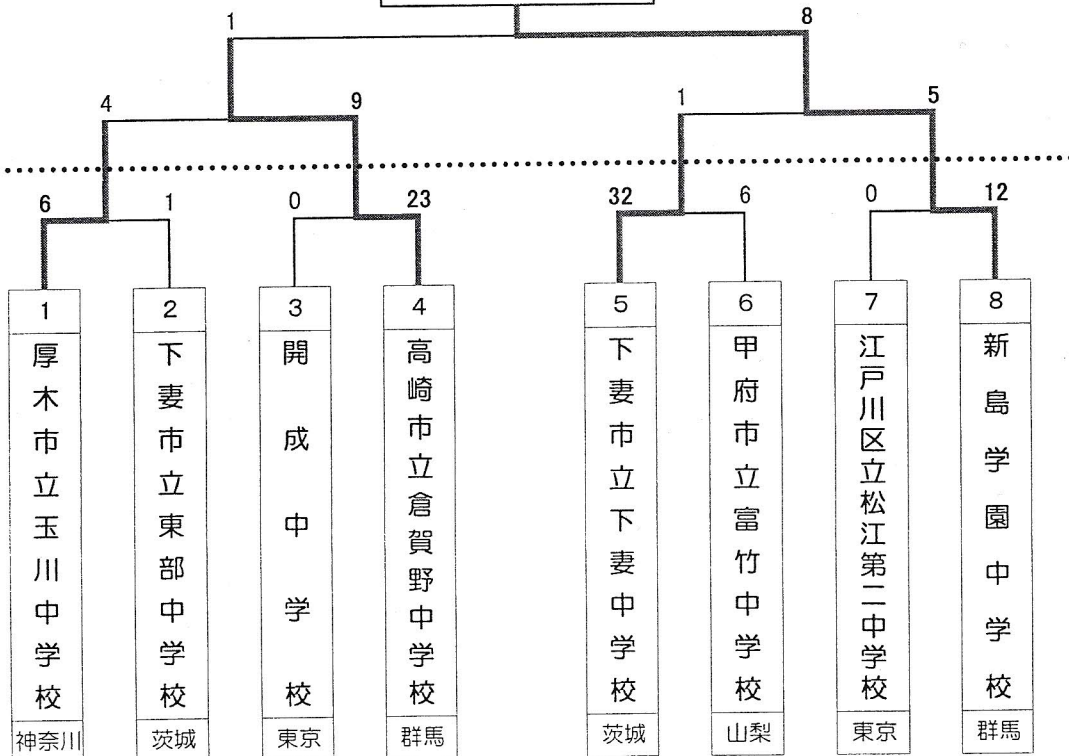 1 8
4 9 1 5
6 1 0 23 32 6 0 12
1 2 3 4 5 6 7 8
厚木市立玉川中学校
下妻市立東部中学校
開成中学校
高崎市立倉賀野中学校
下妻市立下妻中学校
甲府市立富竹中学校
江戸川区立松江第二中学校
新島学園中学校
神奈川 茨城 東京 群馬 茨城 山梨 東京 群馬